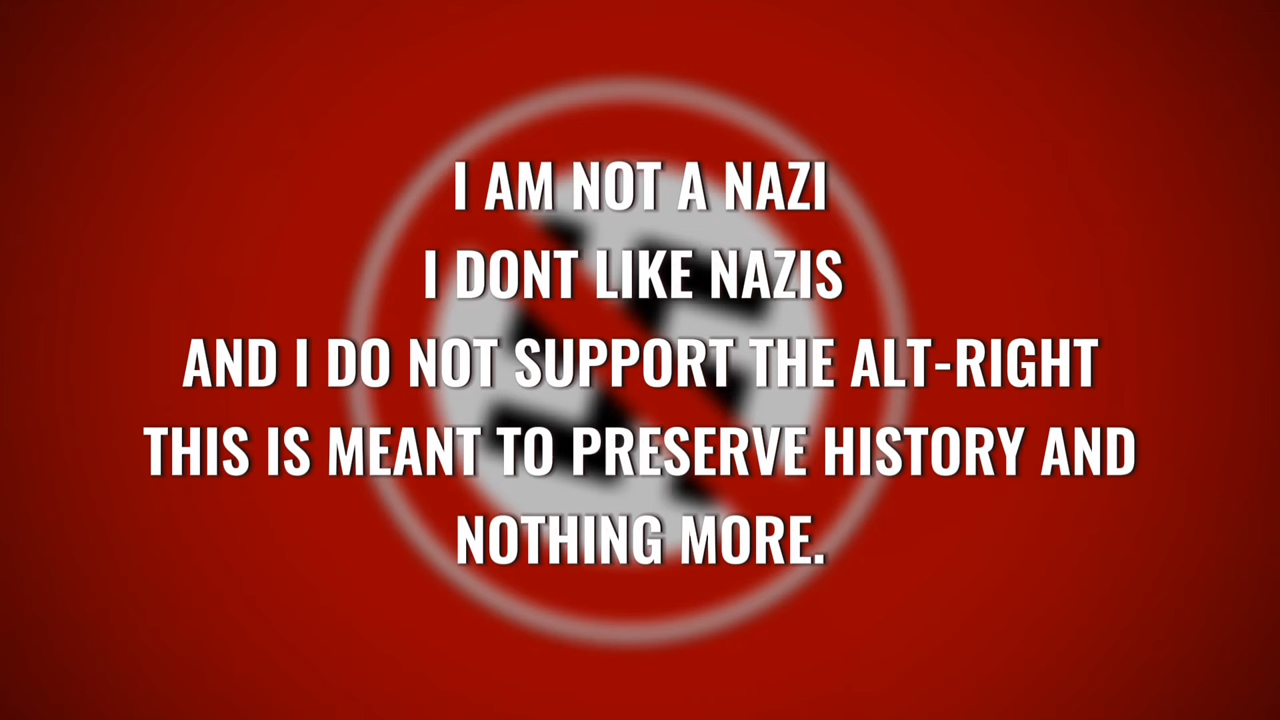 I AM NOT A NAZI
I DONT LIKE NAZIS
AND I DO NOT SUPPORT THE ALT-RIGHT
THIS IS MEANT TO PRESERVE HISTORY AND
NOTHING MORE.